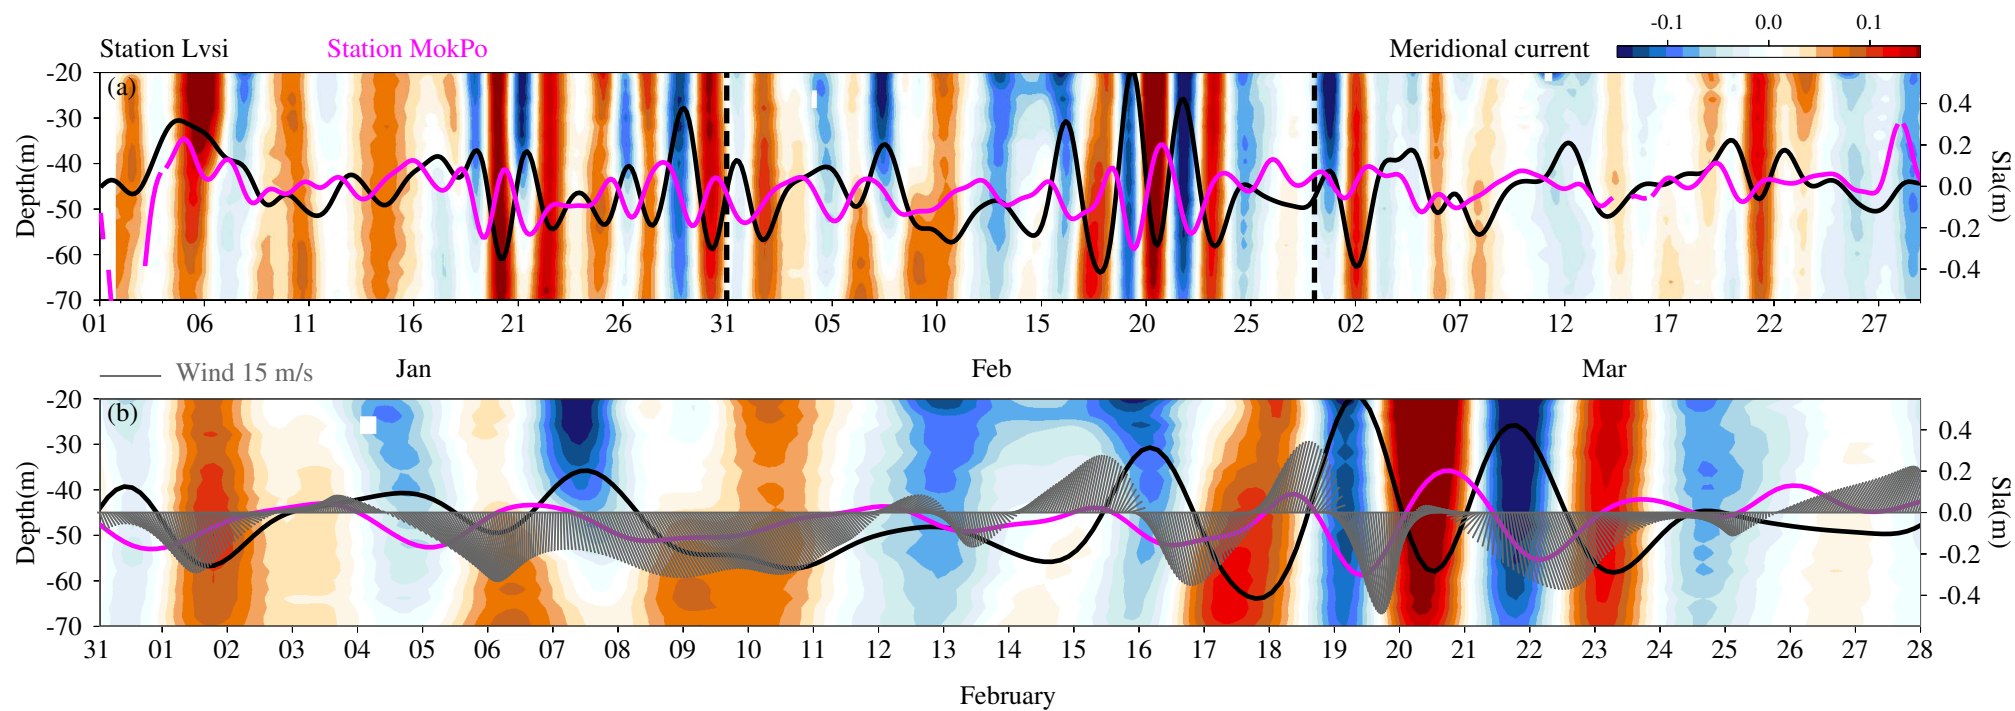 -0.1 0.0 0.1
Station Lvsi Station MokPo Meridional current
(a)
-20
-30
-40
-50
-60
-70
Depth(m)
0.4
0.2
0.0
-0.2
-0.4
Sla(m)
01 06 11 16 21 26 31 05 10 15 20 25 02 07 12 17 22 27
Wind 15 m/s Jan Feb Mar
(b)
-20
-30
-40
-50
-60
-70
Depth(m)
0.4
0.2
0.0
-0.2
-0.4
Sla(m)
31 01 02 03 04 05 06 07 08 09 10 11 12 13 14 15 16 17 18 19 20 21 22 23 24 25 26 27 28
February